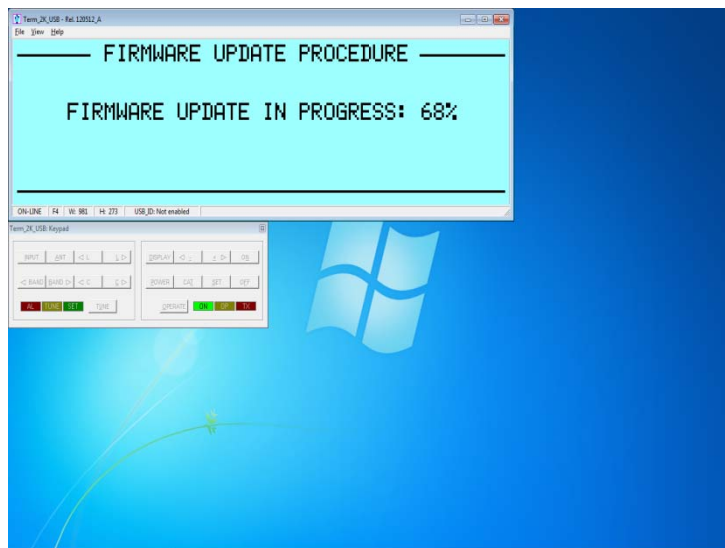 Term_2K_USB - Rel. 120512_A
File View Help
FIRMWARE UPDATE PROCEDURE
FIRMWARE UPDATE IN PROGRESS: 68%
ON-LINE F4 W: 981 H: 273 USB_ID: Not enabled
Term_2K_USB: Keypad
INPUT ANT ◁ L L ▷ DISPLAY ◁ - + ▷ ON
◁ BAND BAND ▷ ◁ C C ▷ POWER CAT SET OFF
AL TUNE SET TUNE OPERATE ON OP TX